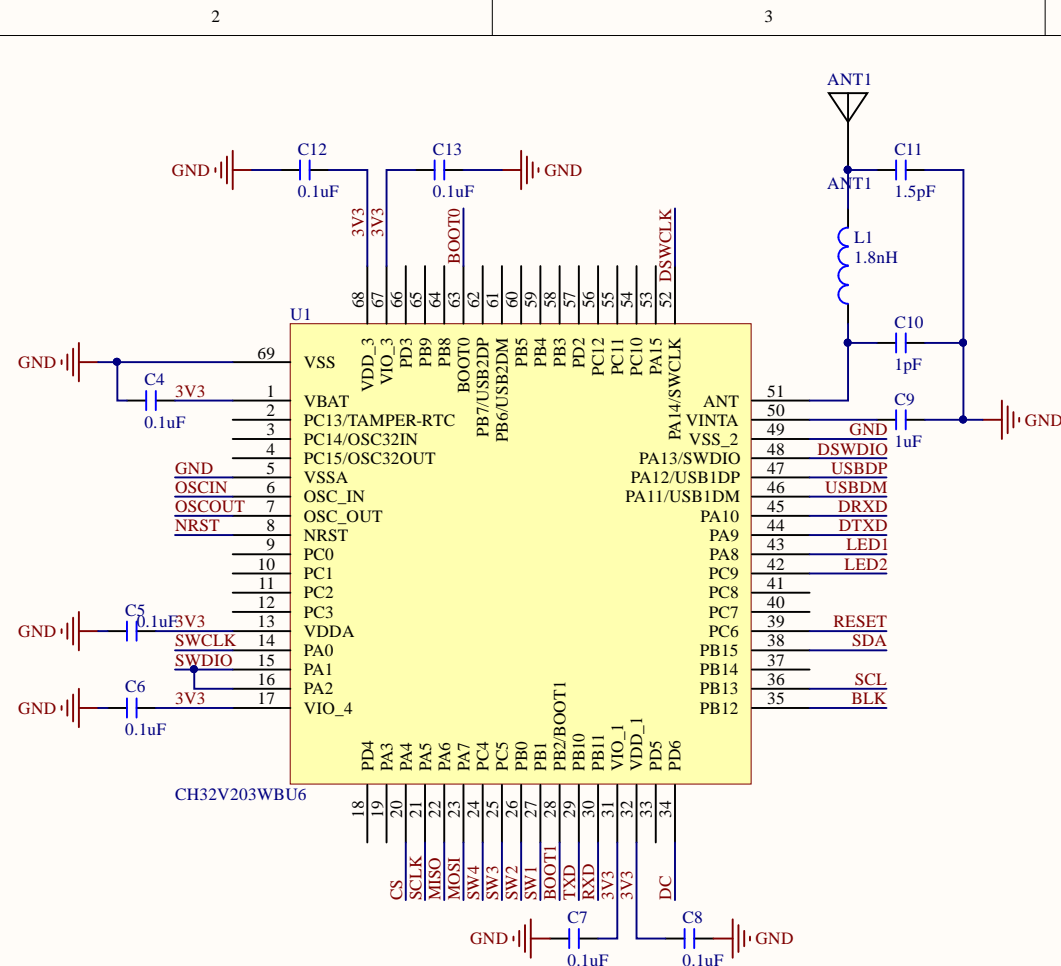 2 3
ANT1
C12 C13 C11
GND GND
0.1uF 0.1uF ANT1 1.5pF
3V3 3V3 BOOT0 DSWCLK
L1
1.8nH
68 67 66 65 64 63 62 61 60 59 58 57 56 55 54 53 52
U1
C10
1pF
VDD_3 VIO_3 PD3 PB9 PB8 BOOT0 PB7/USB2DP PB6/USB2DM PB5 PB4 PB3 PD2 PC12 PC11 PC10 PA15 PA14/SWCLK
GND 69 VSS
C4 3V3 1 VBAT
0.1uF
2 PC13/TAMPER-RTC
3 PC14/OSC32IN
4 PC15/OSC32OUT
GND 5 VSSA
OSCIN 6 OSC_IN
OSCOUT 7 OSC_OUT
NRST 8 NRST
9 PC0
10 PC1
11 PC2
12 PC3
C5 0.1uF
GND 3V3 13 VDDA
SWCLK 14 PA0
SWDIO 15 PA1
16 PA2
C6
GND 3V3 17 VIO_4
0.1uF
ANT 51
VINTA 50 C9 GND
1uF
VSS_2 49 GND
PA13/SWDIO 48 DSWDIO
PA12/USB1DP 47 USBDP
PA11/USB1DM 46 USBDM
PA10 45 DRXD
PA9 44 DTXD
PA8 43 LED1
PC9 42 LED2
PC8 41
PC7 40
PC6 39 RESET
PB15 38 SDA
PB14 37
PB13 36 SCL
PB12 35 BLK
PD4 PA3 PA4 PA5 PA6 PA7 PC4 PC5 PB0 PB1 PB2/BOOT1 PB10 PB11 VIO_1 VDD_1 PD5 PD6
CH32V203WBU6
18 19 20 21 22 23 24 25 26 27 28 29 30 31 32 33 34
CS SCLK MISO MOSI SW4 SW3 SW2 SW1 BOOT1 TXD RXD 3V3 3V3 DC
C7 C8
GND GND
0.1uF 0.1uF